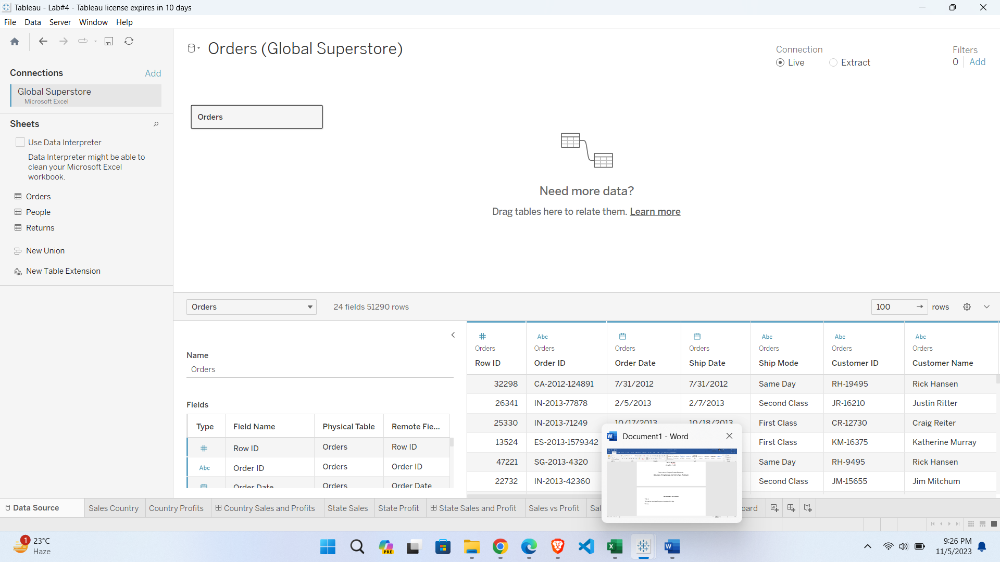 Tableau - Lab#4 - Tableau license expires in 10 days
File Data Server Window Help
Connections Add
Global Superstore
Microsoft Excel
Sheets
Use Data Interpreter
Data Interpreter might be able to
clean your Microsoft Excel
workbook.
Orders
People
Returns
New Union
New Table Extension
Orders (Global Superstore)
Connection
Live Extract
Filters
0 Add
Orders
Need more data?
Drag tables here to relate them. Learn more
Orders 24 fields 51290 rows 100 rows
Name
Orders
Fields
Type Field Name Physical Table Remote Fie...
Row ID Orders Row ID
Abc Order ID Orders Order ID
Order Date Orders Order Date
Abc Abc Abc Abc
Orders Orders Orders Orders Orders Orders Orders
Row ID Order ID Order Date Ship Date Ship Mode Customer ID Customer Name
32298 CA-2012-124891 7/31/2012 7/31/2012 Same Day RH-19495 Rick Hansen
26341 IN-2013-77878 2/5/2013 2/7/2013 Second Class JR-16210 Justin Ritter
25330 IN-2013-71249 10/17/2013 10/18/2013 First Class CR-12730 Craig Reiter
13524 ES-2013-1579342 First Class KM-16375 Katherine Murray
47221 SG-2013-4320 Same Day RH-9495 Rick Hansen
22732 IN-2013-42360 Second Class JM-15655 Jim Mitchum
Document1 - Word
Data Source Sales Country Country Profits Country Sales and Profits State Sales State Profit State Sales and Profit Sales vs Profit Sal oard
1 23°C
Haze
PRE
9:26 PM
11/5/2023